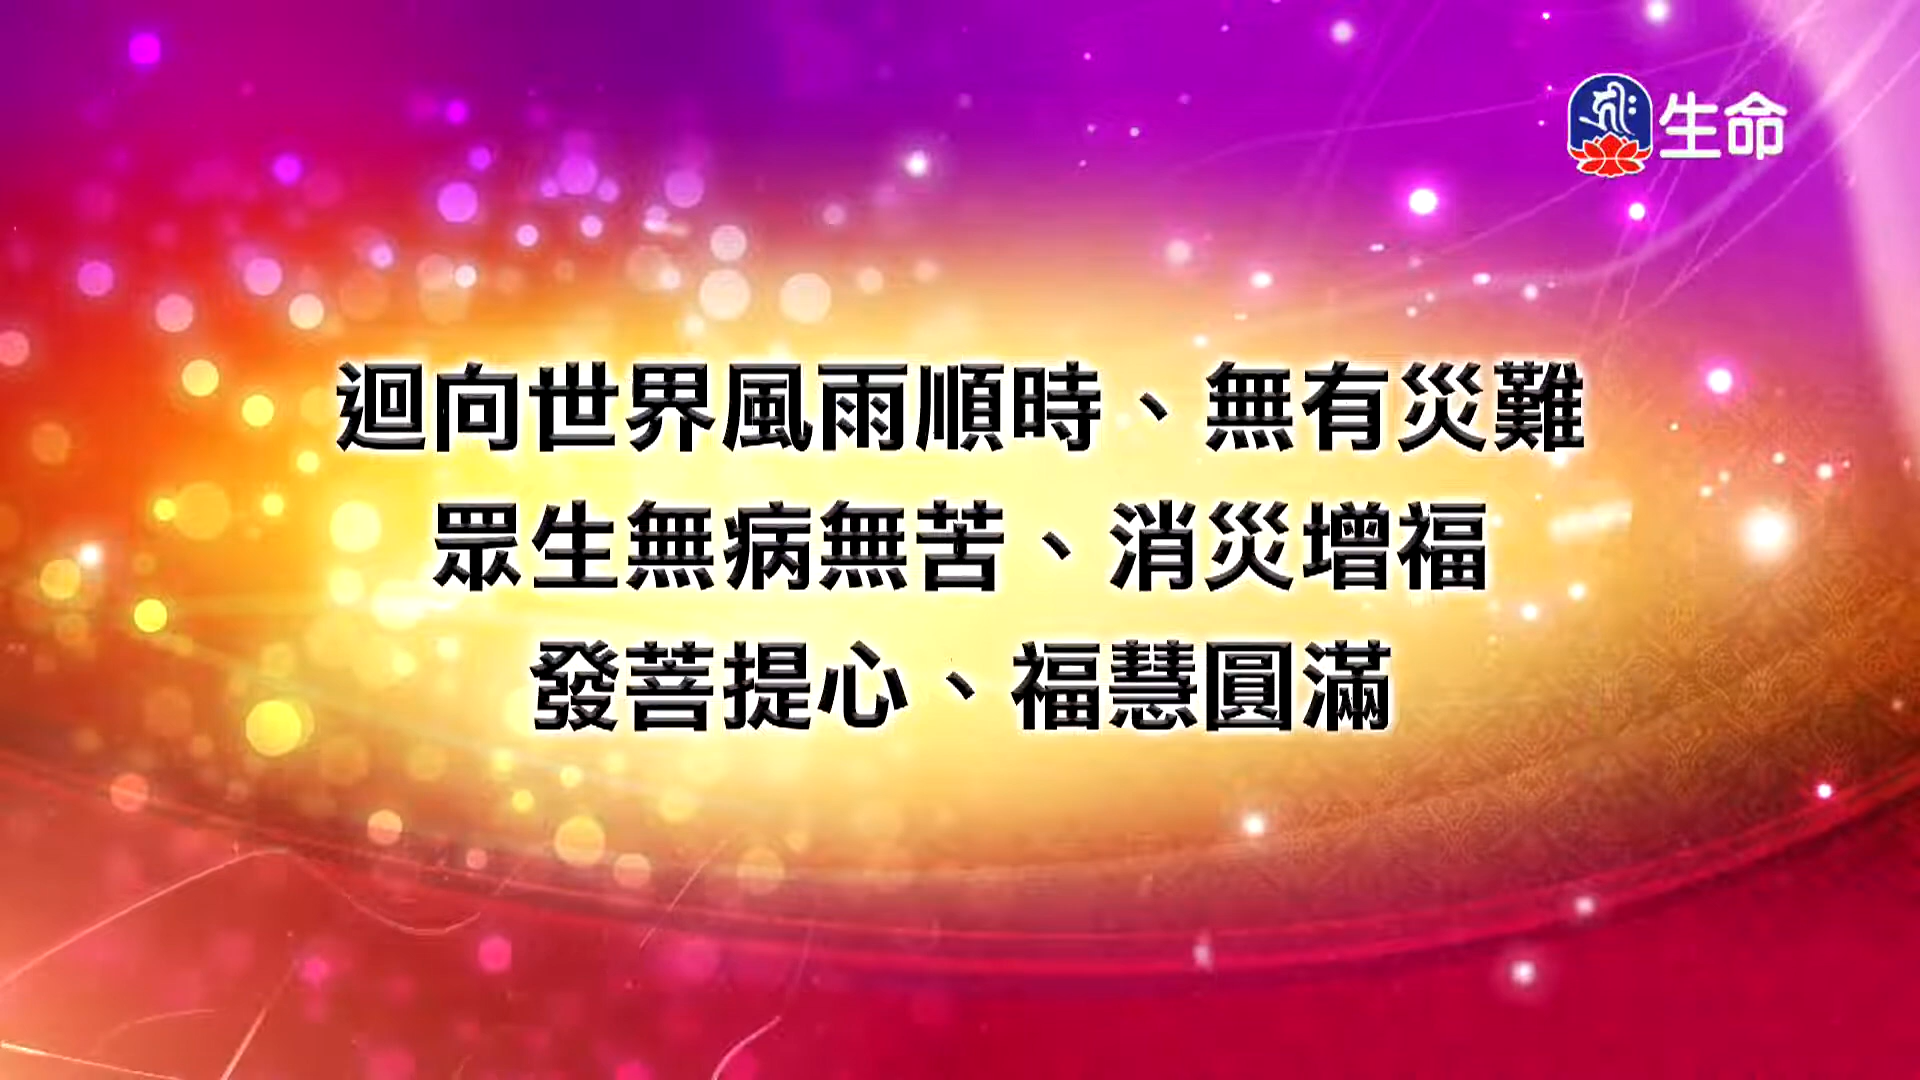 生命
迴向世界風雨順時、無有災難
眾生無病無苦、消災增福
發菩提心、福慧圓滿